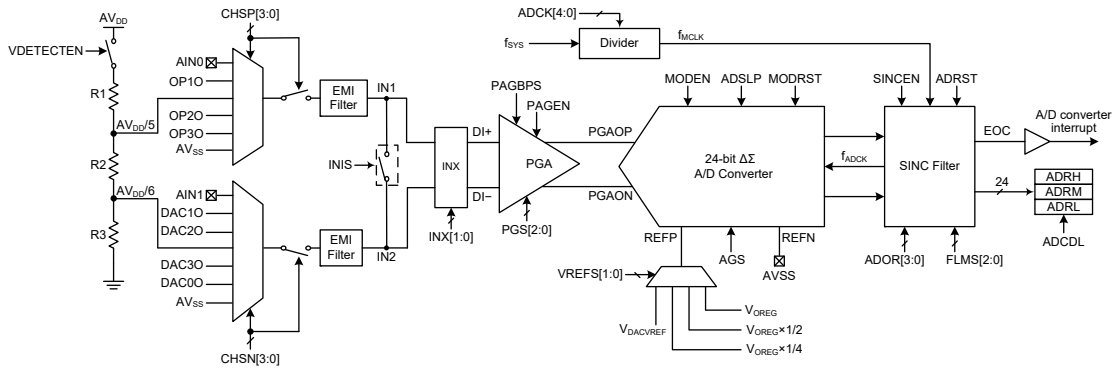 AVDD
VDETECTEN
R1
AVDD/5
R2
AVDD/6
R3
CHSP[3:0]
AIN0
OP1O
OP2O
OP3O
AVSS
AIN1
DAC1O
DAC2O
DAC3O
DAC0O
AVSS
CHSN[3:0]
EMI
Filter
IN1
INIS
EMI
Filter
IN2
INX
INX[1:0]
DI+
DI−
PAGBPS
PAGEN
PGA
PGS[2:0]
PGAOP
PGAON
ADCK[4:0]
fSYS
Divider
fMCLK
MODEN
ADSLP
MODRST
24-bit ΔΣ
A/D Converter
REFP
AGS
REFN
AVSS
VREFS[1:0]
VDACVREF
VOREG
VOREG×1/2
VOREG×1/4
fADCK
SINCEN
ADRST
SINC Filter
ADOR[3:0]
FLMS[2:0]
EOC
A/D converter
interrupt
24
ADRH
ADRM
ADRL
ADCDL